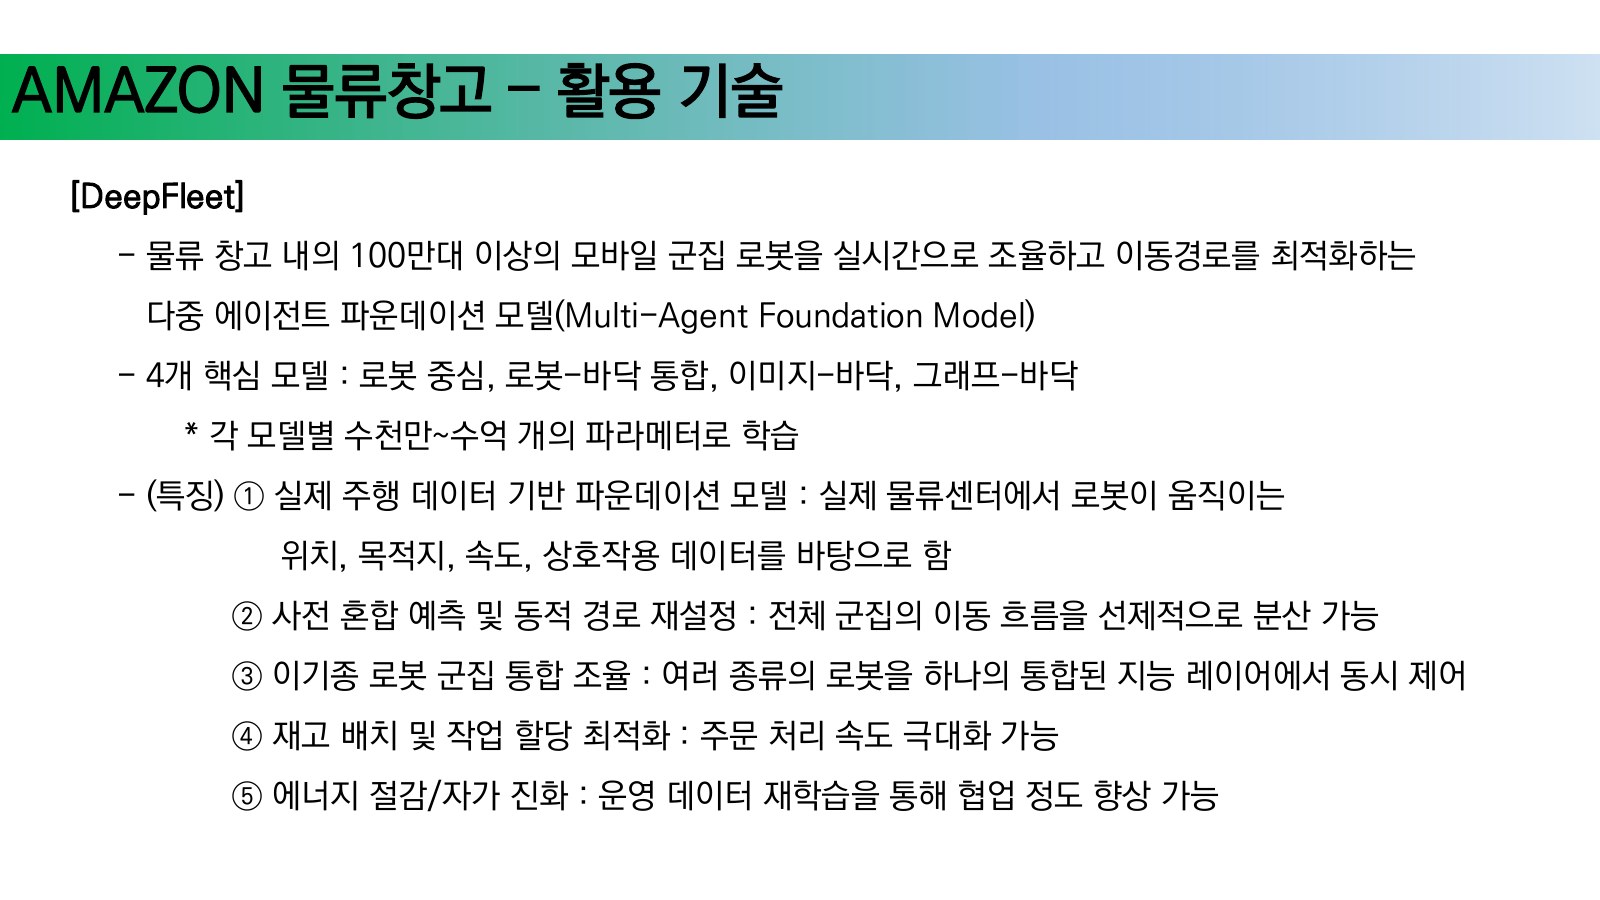 AMAZON 물류창고 - 활용 기술
[DeepFleet]
- 물류 창고 내의 100만대 이상의 모바일 군집 로봇을 실시간으로 조율하고 이동경로를 최적화하는
다중 에이전트 파운데이션 모델(Multi-Agent Foundation Model)
- 4개 핵심 모델 : 로봇 중심, 로봇-바닥 통합, 이미지-바닥, 그래프-바닥
* 각 모델별 수천만~수억 개의 파라메터로 학습
- (특징) ① 실제 주행 데이터 기반 파운데이션 모델 : 실제 물류센터에서 로봇이 움직이는
위치, 목적지, 속도, 상호작용 데이터를 바탕으로 함
② 사전 혼합 예측 및 동적 경로 재설정 : 전체 군집의 이동 흐름을 선제적으로 분산 가능
③ 이기종 로봇 군집 통합 조율 : 여러 종류의 로봇을 하나의 통합된 지능 레이어에서 동시 제어
④ 재고 배치 및 작업 할당 최적화 : 주문 처리 속도 극대화 가능
⑤ 에너지 절감/자가 진화 : 운영 데이터 재학습을 통해 협업 정도 향상 가능